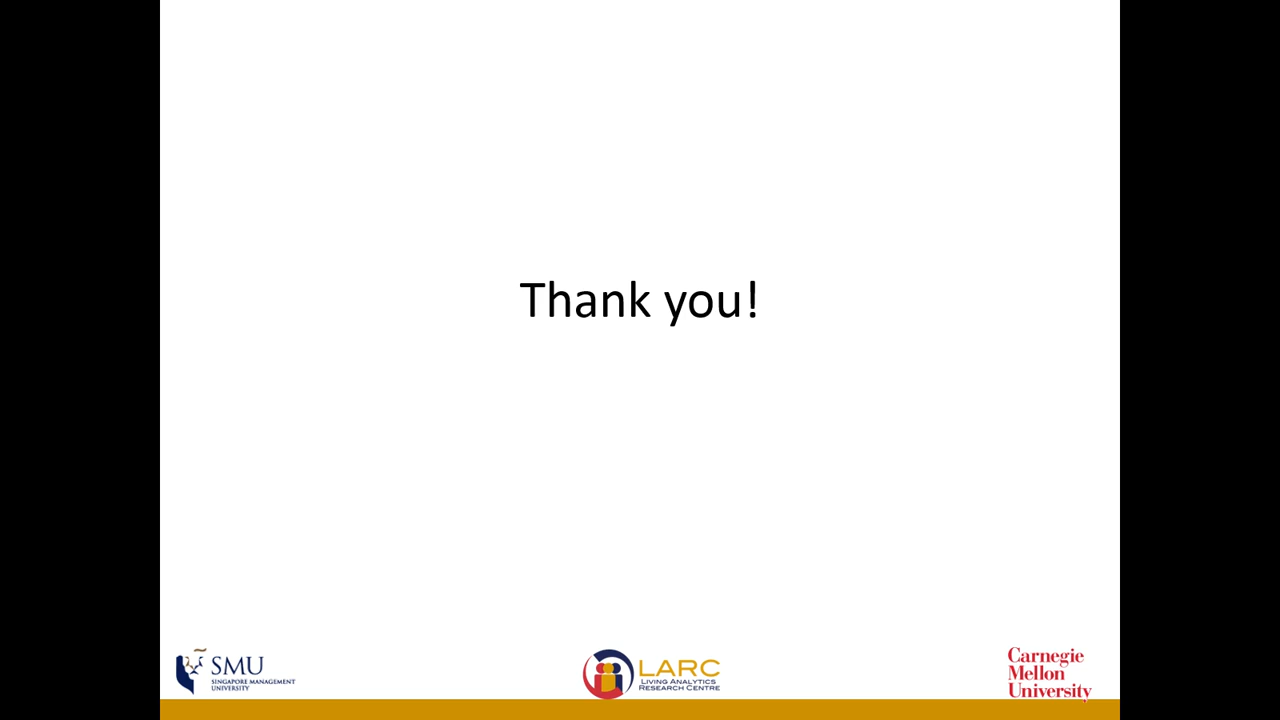 Thank you!
SMU
SINGAPORE MANAGEMENT
UNIVERSITY
LARC
LIVING ANALYTICS
RESEARCH CENTRE
Carnegie
Mellon
University